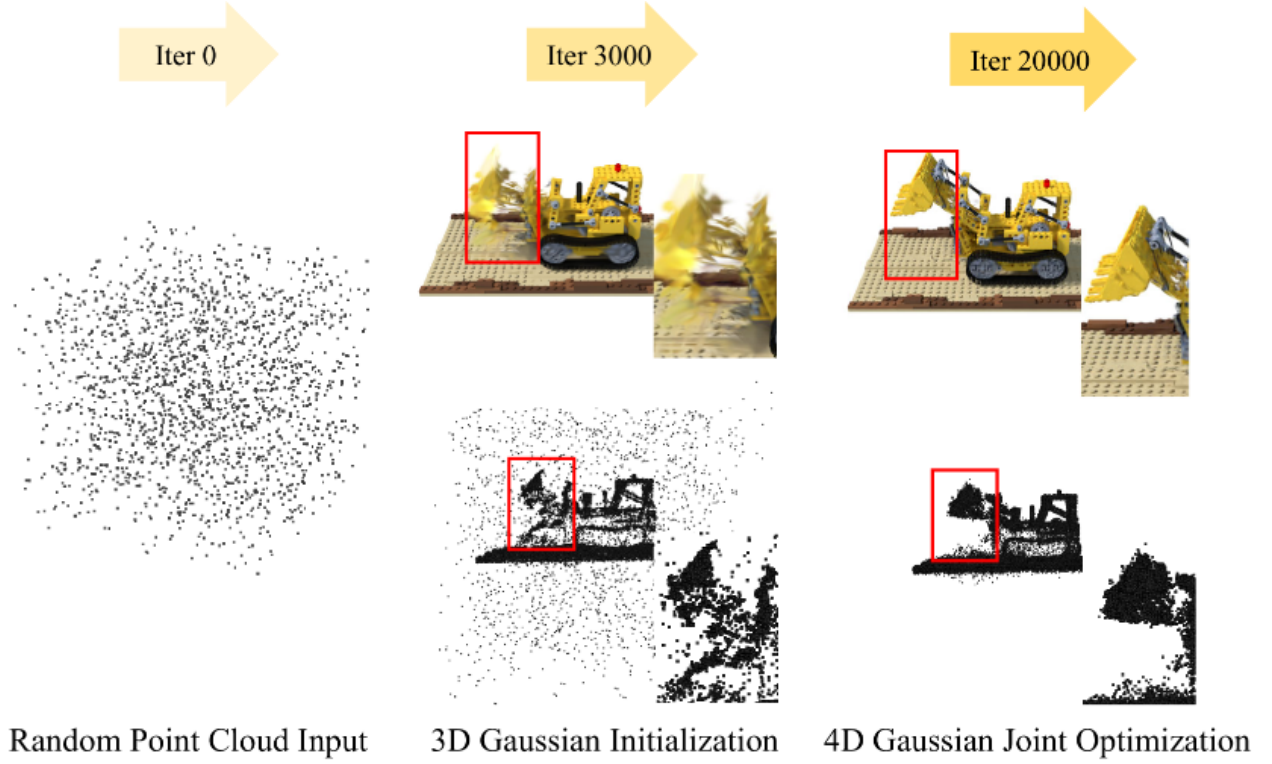 Iter 0
Iter 3000
Iter 20000
Random Point Cloud Input
3D Gaussian Initialization
4D Gaussian Joint Optimization